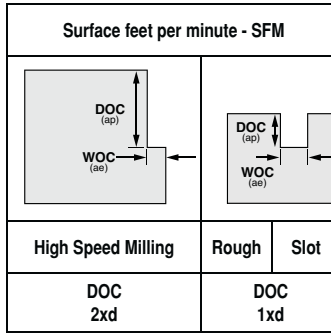 Surface feet per minute - SFM
DOC
(ap)
WOC
(ae)
DOC
(ap)
WOC
(ae)
High Speed Milling
Rough
Slot
DOC
2xd
DOC
1xd